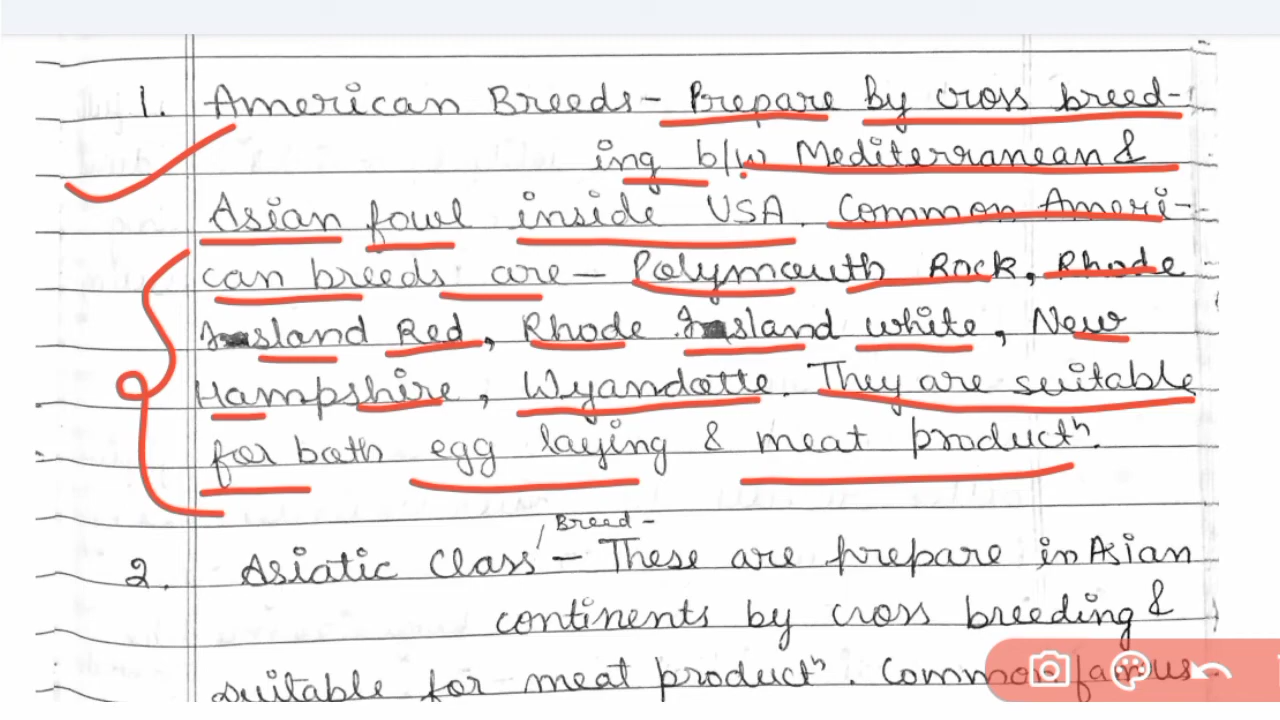 1. American Breeds- Prepare by cross breed-
ing b/w Mediterranean &
Asian fowl inside USA. Common Ameri-
can breeds are - Polymouth Rock, Rhode
Island Red, Rhode Island white, New
Hampshire, Wyandotte. They are suitable
for both egg laying & meat productⁿ.
Breed -
2. Asiatic Class - These are prepare in Asian
continents by cross breeding &
suitable for meat productⁿ. Common famous